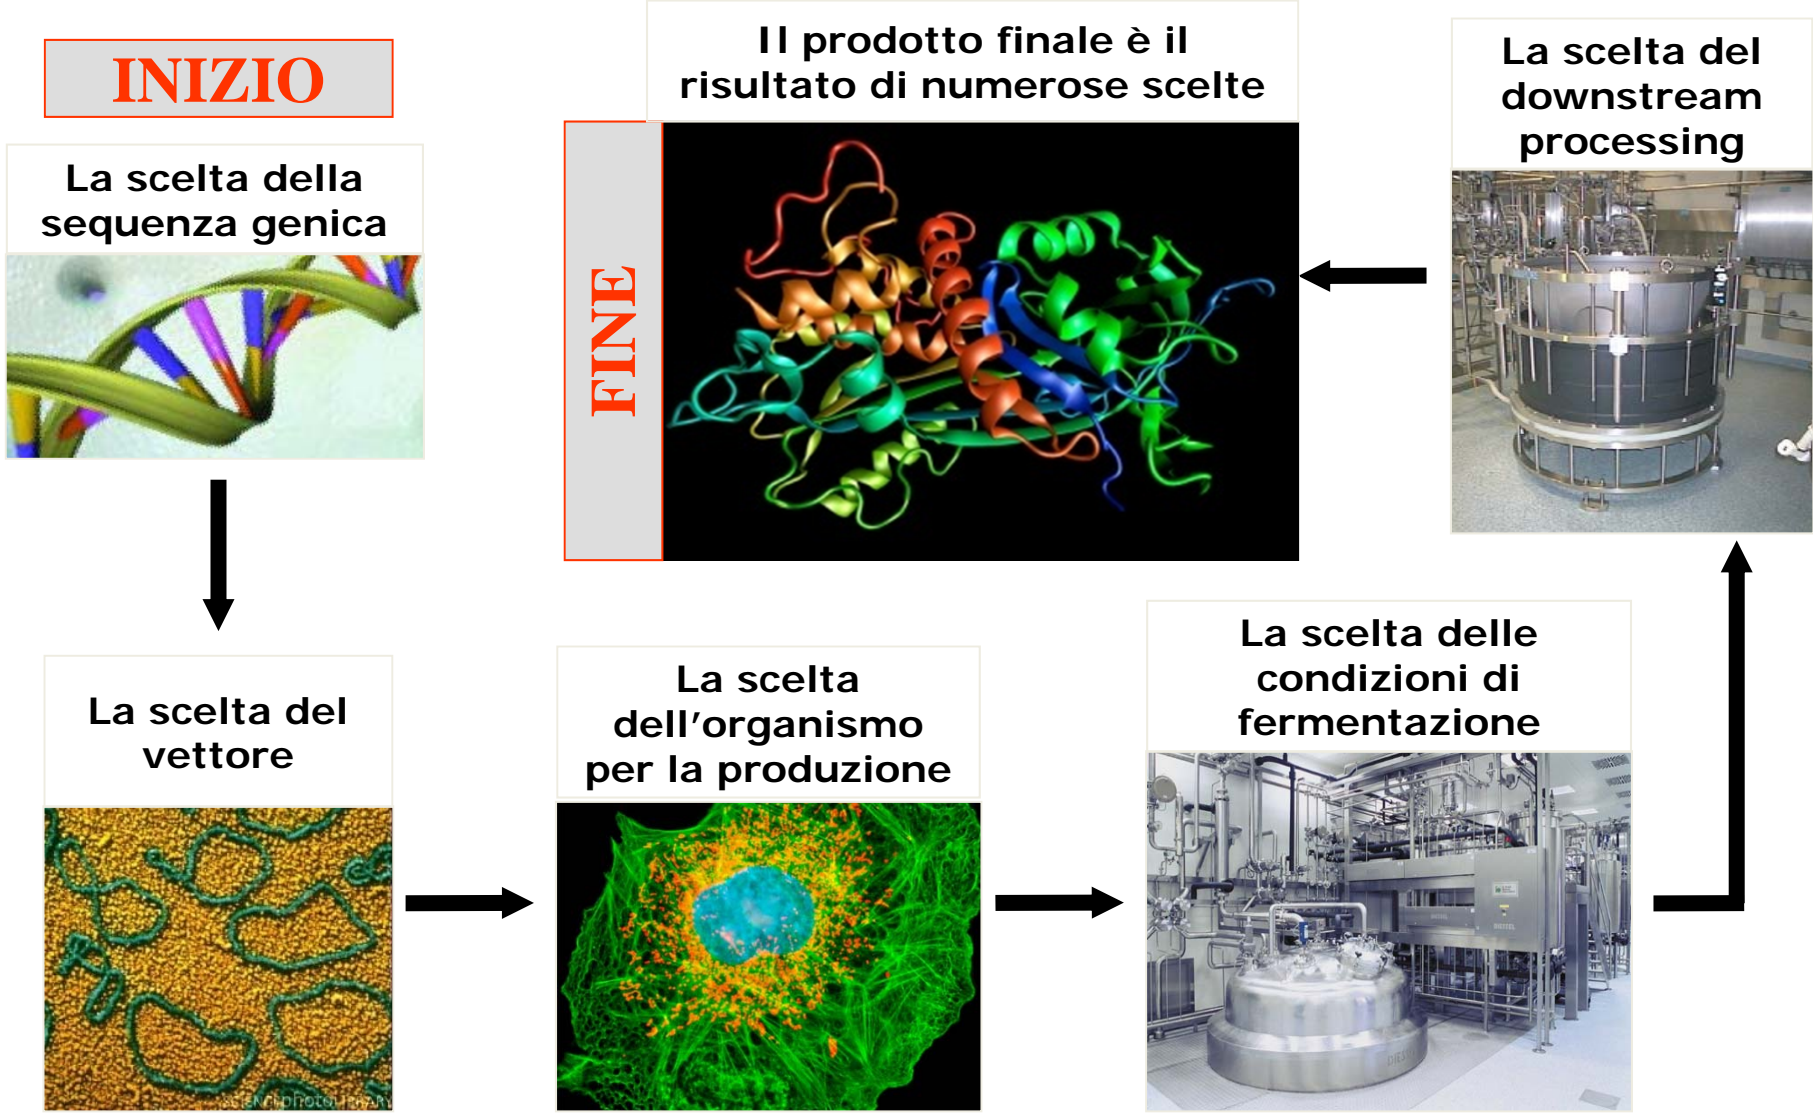 INIZIO
La scelta della
sequenza genica
La scelta del
vettore
SCIENCEPHOTOLIBRARY
La scelta
dell’organismo
per la produzione
La scelta delle
condizioni di
fermentazione
La scelta del
downstream
processing
Il prodotto finale è il
risultato di numerose scelte
FINE